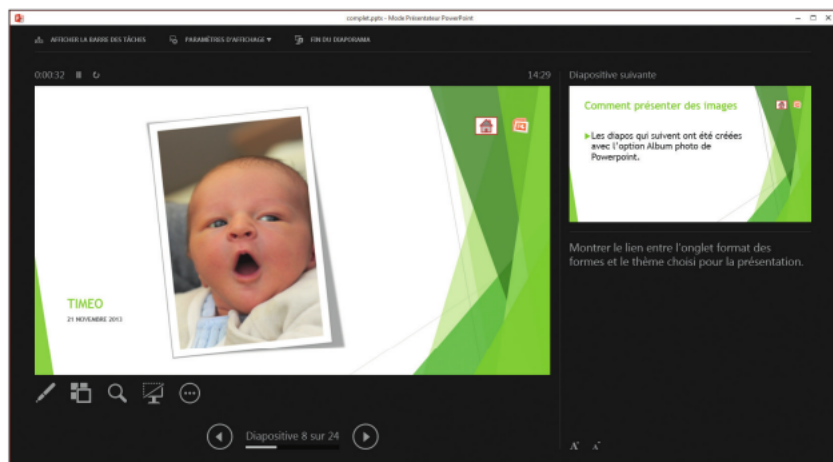 complet.pptx - Mode Présentateur PowerPoint
AFFICHER LA BARRE DES TÂCHES PARAMÈTRES D'AFFICHAGE ▼ FIN DU DIAPORAMA
0:00:32 14:29
TIMEO
21 NOVEMBRE 2013
Diapositive 8 sur 24
Diapositive suivante
Comment présenter des images
Les diapos qui suivent ont été créées
avec l'option Album photo de
Powerpoint.
Montrer le lien entre l'onglet format des
formes et le thème choisi pour la présentation.
A A